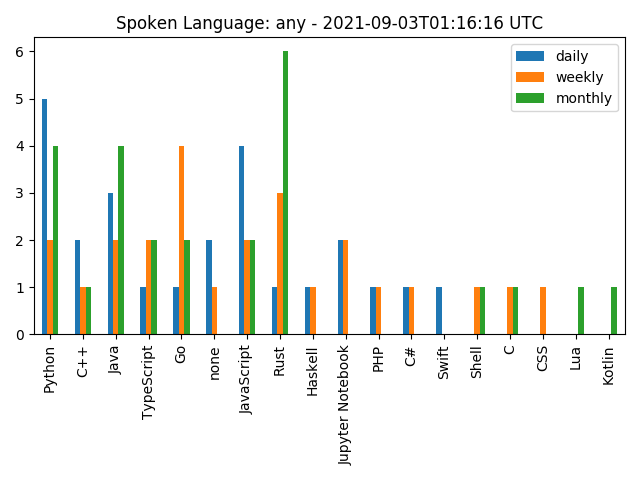 Spoken Language: any - 2021-09-03T01:16:16 UTC
6
5
4
3
2
1
0
daily
weekly
monthly
Python
C++
Java
TypeScript
Go
none
JavaScript
Rust
Haskell
Jupyter Notebook
PHP
C#
Swift
Shell
C
CSS
Lua
Kotlin